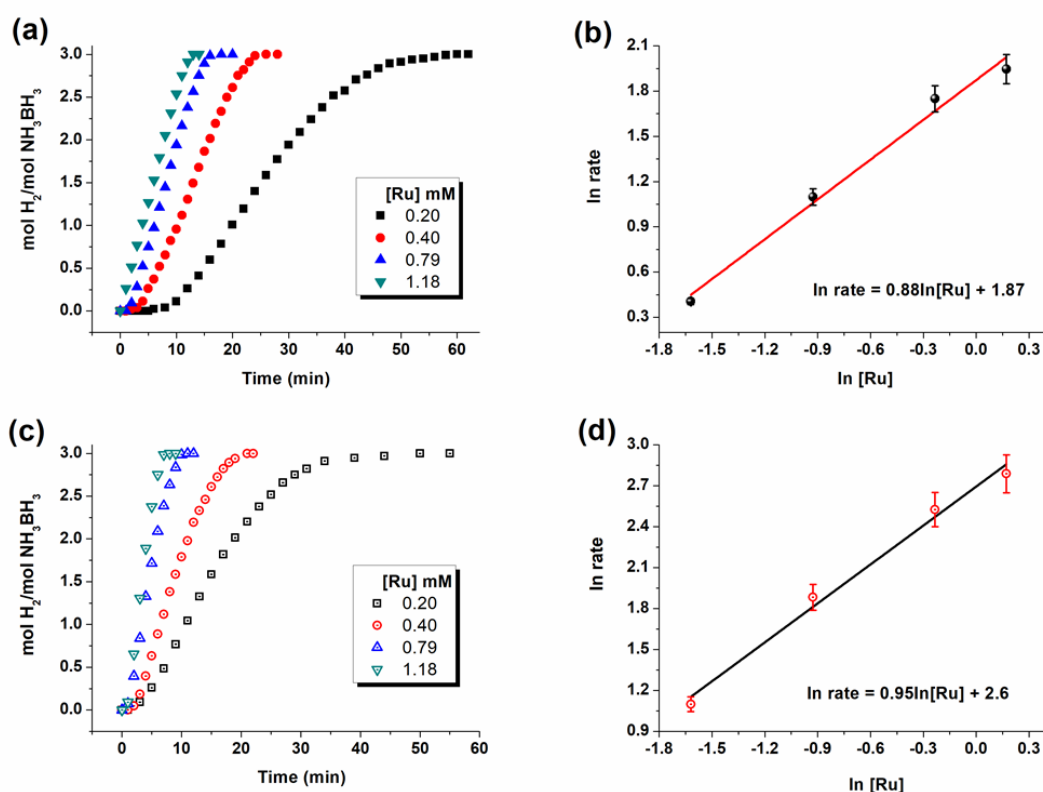 (a)
mol H2/mol NH3BH3
3.0
2.5
2.0
1.5
1.0
0.5
0.0
[Ru] mM
0.20
0.40
0.79
1.18
0 10 20 30 40 50 60
Time (min)
(b)
ln rate
2.1
1.8
1.5
1.2
0.9
0.6
0.3
ln rate = 0.88ln[Ru] + 1.87
-1.8 -1.5 -1.2 -0.9 -0.6 -0.3 0.0 0.3
ln [Ru]
(c)
mol H2/mol NH3BH3
3.0
2.5
2.0
1.5
1.0
0.5
0.0
[Ru] mM
0.20
0.40
0.79
1.18
0 10 20 30 40 50 60
Time (min)
(d)
ln rate
3.0
2.7
2.4
2.1
1.8
1.5
1.2
0.9
ln rate = 0.95ln[Ru] + 2.6
-1.8 -1.5 -1.2 -0.9 -0.6 -0.3 0.0 0.3
ln [Ru]